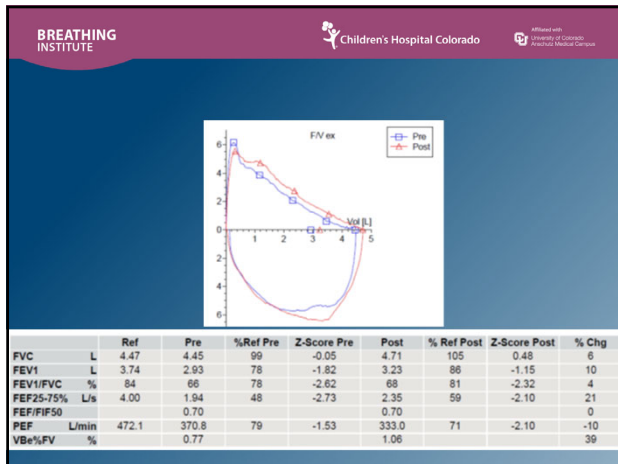 BREATHING
INSTITUTE
Children's Hospital Colorado
Affiliated with
University of Colorado
Anschutz Medical Campus
F/V ex
Pre
Post
6
4
2
0
2
4
6
1 2 3 4 5
Vol [L]
Ref Pre %Ref Pre Z-Score Pre Post % Ref Post Z-Score Post % Chg
FVC L 4.47 4.45 99 -0.05 4.71 105 0.48 6
FEV1 L 3.74 2.93 78 -1.82 3.23 86 -1.15 10
FEV1/FVC % 84 66 78 -2.62 68 81 -2.32 4
FEF25-75% L/s 4.00 1.94 48 -2.73 2.35 59 -2.10 21
FEF/FIF50 0.70 0.70 0
PEF L/min 472.1 370.8 79 -1.53 333.0 71 -2.10 -10
VBe%FV % 0.77 1.06 39